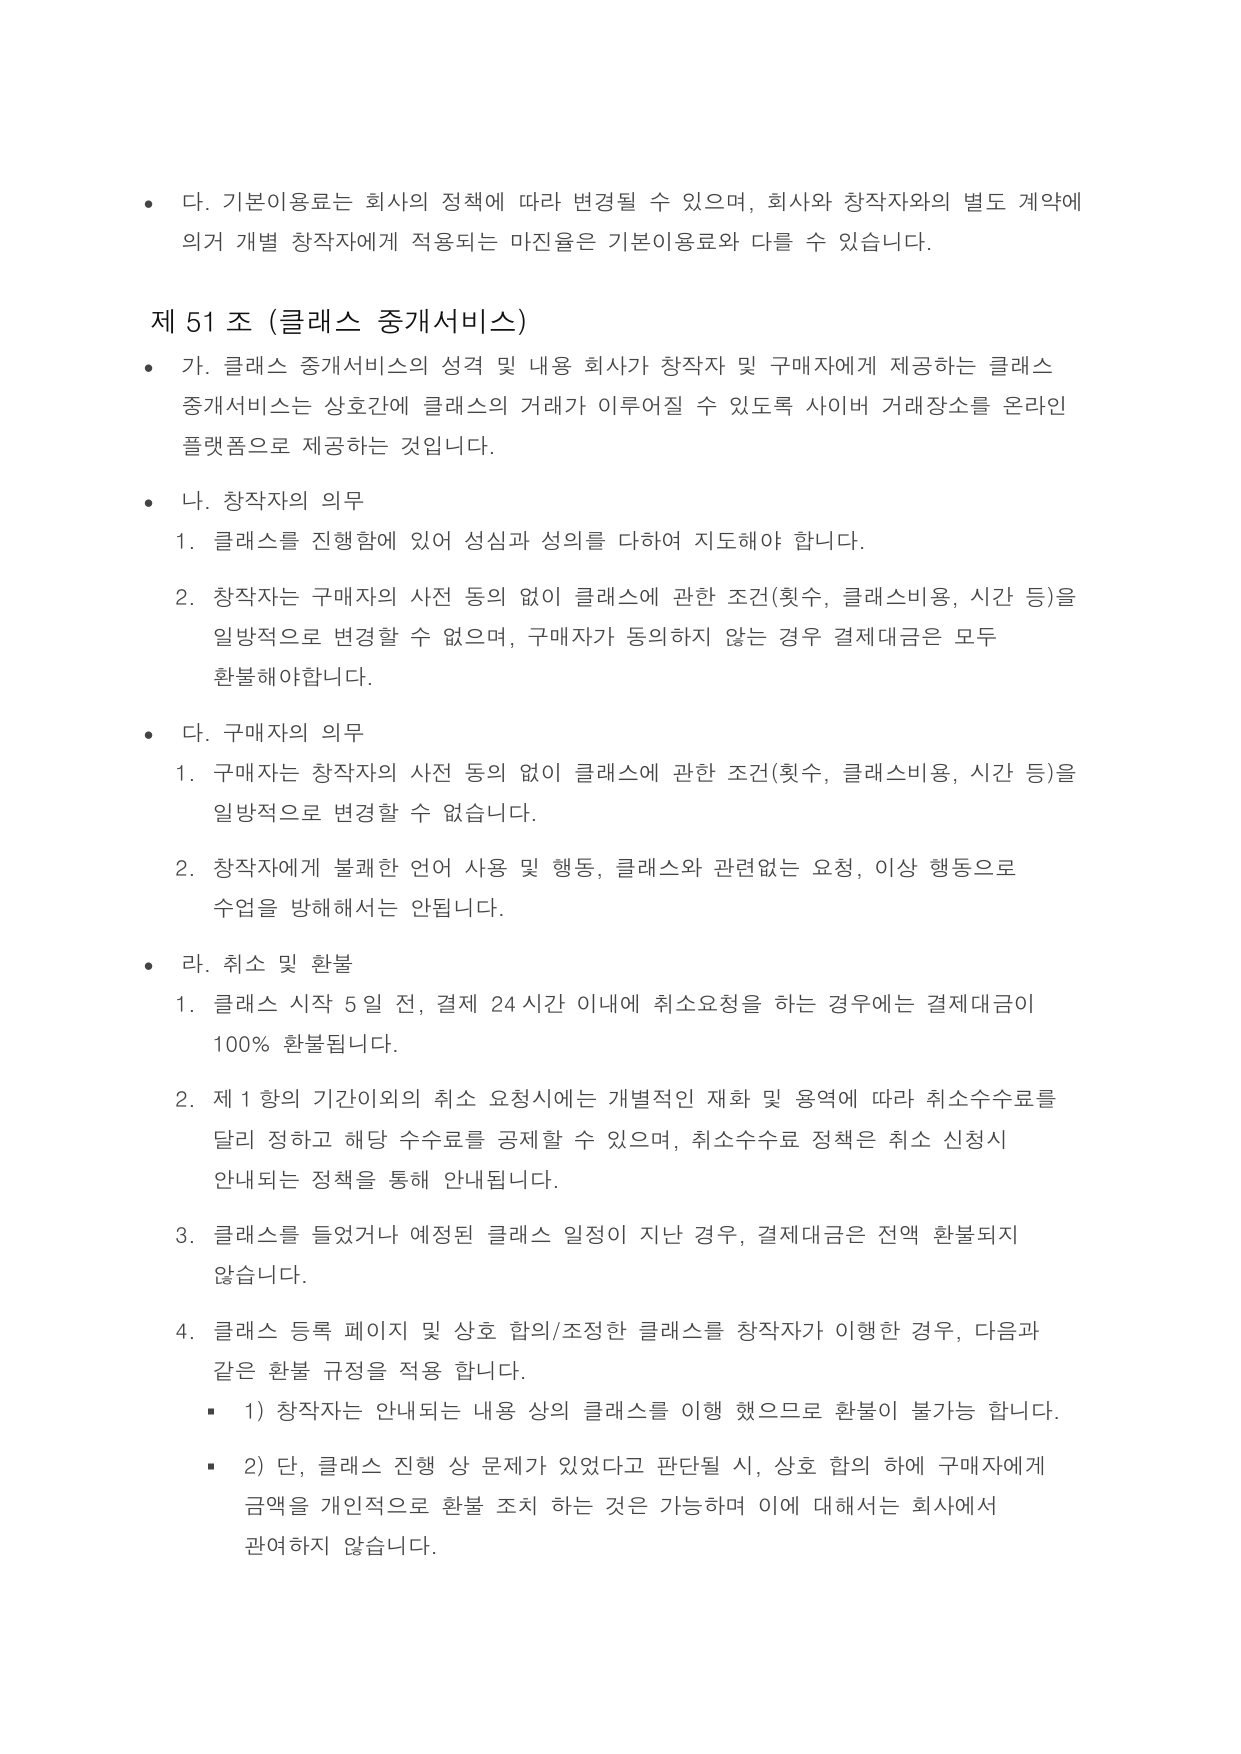 • 다. 기본이용료는 회사의 정책에 따라 변경될 수 있으며, 회사와 창작자와의 별도 계약에
의거 개별 창작자에게 적용되는 마진율은 기본이용료와 다를 수 있습니다.
제 51 조 (클래스 중개서비스)
• 가. 클래스 중개서비스의 성격 및 내용 회사가 창작자 및 구매자에게 제공하는 클래스
중개서비스는 상호간에 클래스의 거래가 이루어질 수 있도록 사이버 거래장소를 온라인
플랫폼으로 제공하는 것입니다.
• 나. 창작자의 의무
1. 클래스를 진행함에 있어 성심과 성의를 다하여 지도해야 합니다.
2. 창작자는 구매자의 사전 동의 없이 클래스에 관한 조건(횟수, 클래스비용, 시간 등)을
일방적으로 변경할 수 없으며, 구매자가 동의하지 않는 경우 결제대금은 모두
환불해야합니다.
• 다. 구매자의 의무
1. 구매자는 창작자의 사전 동의 없이 클래스에 관한 조건(횟수, 클래스비용, 시간 등)을
일방적으로 변경할 수 없습니다.
2. 창작자에게 불쾌한 언어 사용 및 행동, 클래스와 관련없는 요청, 이상 행동으로
수업을 방해해서는 안됩니다.
• 라. 취소 및 환불
1. 클래스 시작 5 일 전, 결제 24 시간 이내에 취소요청을 하는 경우에는 결제대금이
100% 환불됩니다.
2. 제 1 항의 기간이외의 취소 요청시에는 개별적인 재화 및 용역에 따라 취소수수료를
달리 정하고 해당 수수료를 공제할 수 있으며, 취소수수료 정책은 취소 신청시
안내되는 정책을 통해 안내됩니다.
3. 클래스를 들었거나 예정된 클래스 일정이 지난 경우, 결제대금은 전액 환불되지
않습니다.
4. 클래스 등록 페이지 및 상호 합의/조정한 클래스를 창작자가 이행한 경우, 다음과
같은 환불 규정을 적용 합니다.
▪ 1) 창작자는 안내되는 내용 상의 클래스를 이행 했으므로 환불이 불가능 합니다.
▪ 2) 단, 클래스 진행 상 문제가 있었다고 판단될 시, 상호 합의 하에 구매자에게
금액을 개인적으로 환불 조치 하는 것은 가능하며 이에 대해서는 회사에서
관여하지 않습니다.